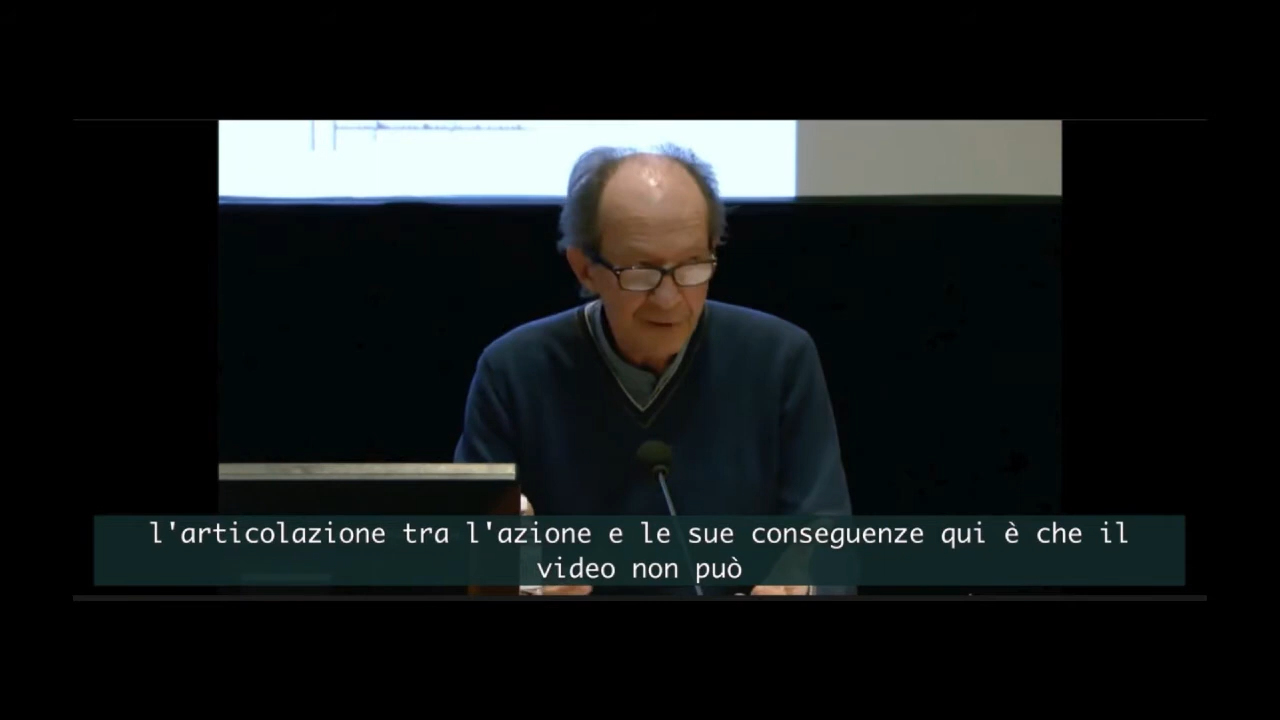 l'articolazione tra l'azione e le sue conseguenze qui è che il
video non può